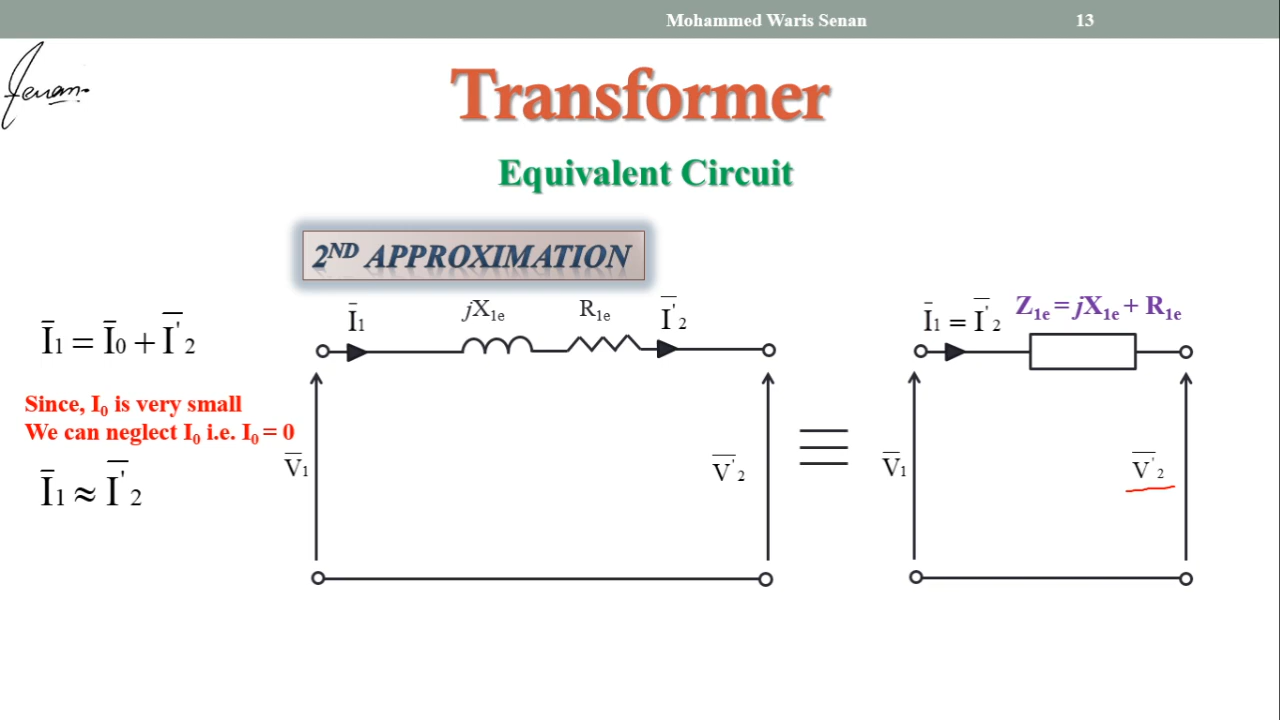 Mohammed Waris Senan 13
Senan
Transformer
Equivalent Circuit
2ND APPROXIMATION
Ī1 = Ī0 + Ī'2
Since, I0 is very small
We can neglect I0 i.e. I0 = 0
Ī1 ≈ Ī'2
Ī1 jX1e R1e Ī'2
V̅1 V̅'2
Ī1 = Ī'2 Z1e = jX1e + R1e
V̅1 V̅'2